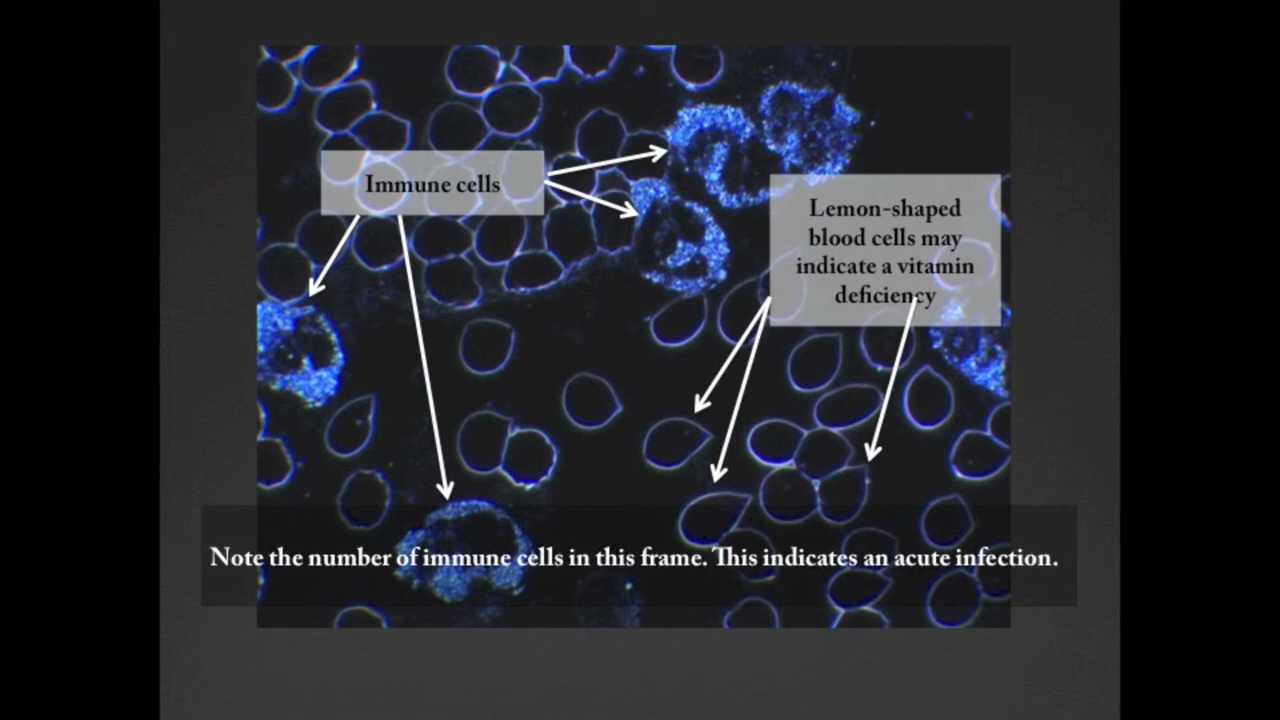 Immune cells
Lemon-shaped
blood cells may
indicate a vitamin
deficiency
Note the number of immune cells in this frame. This indicates an acute infection.